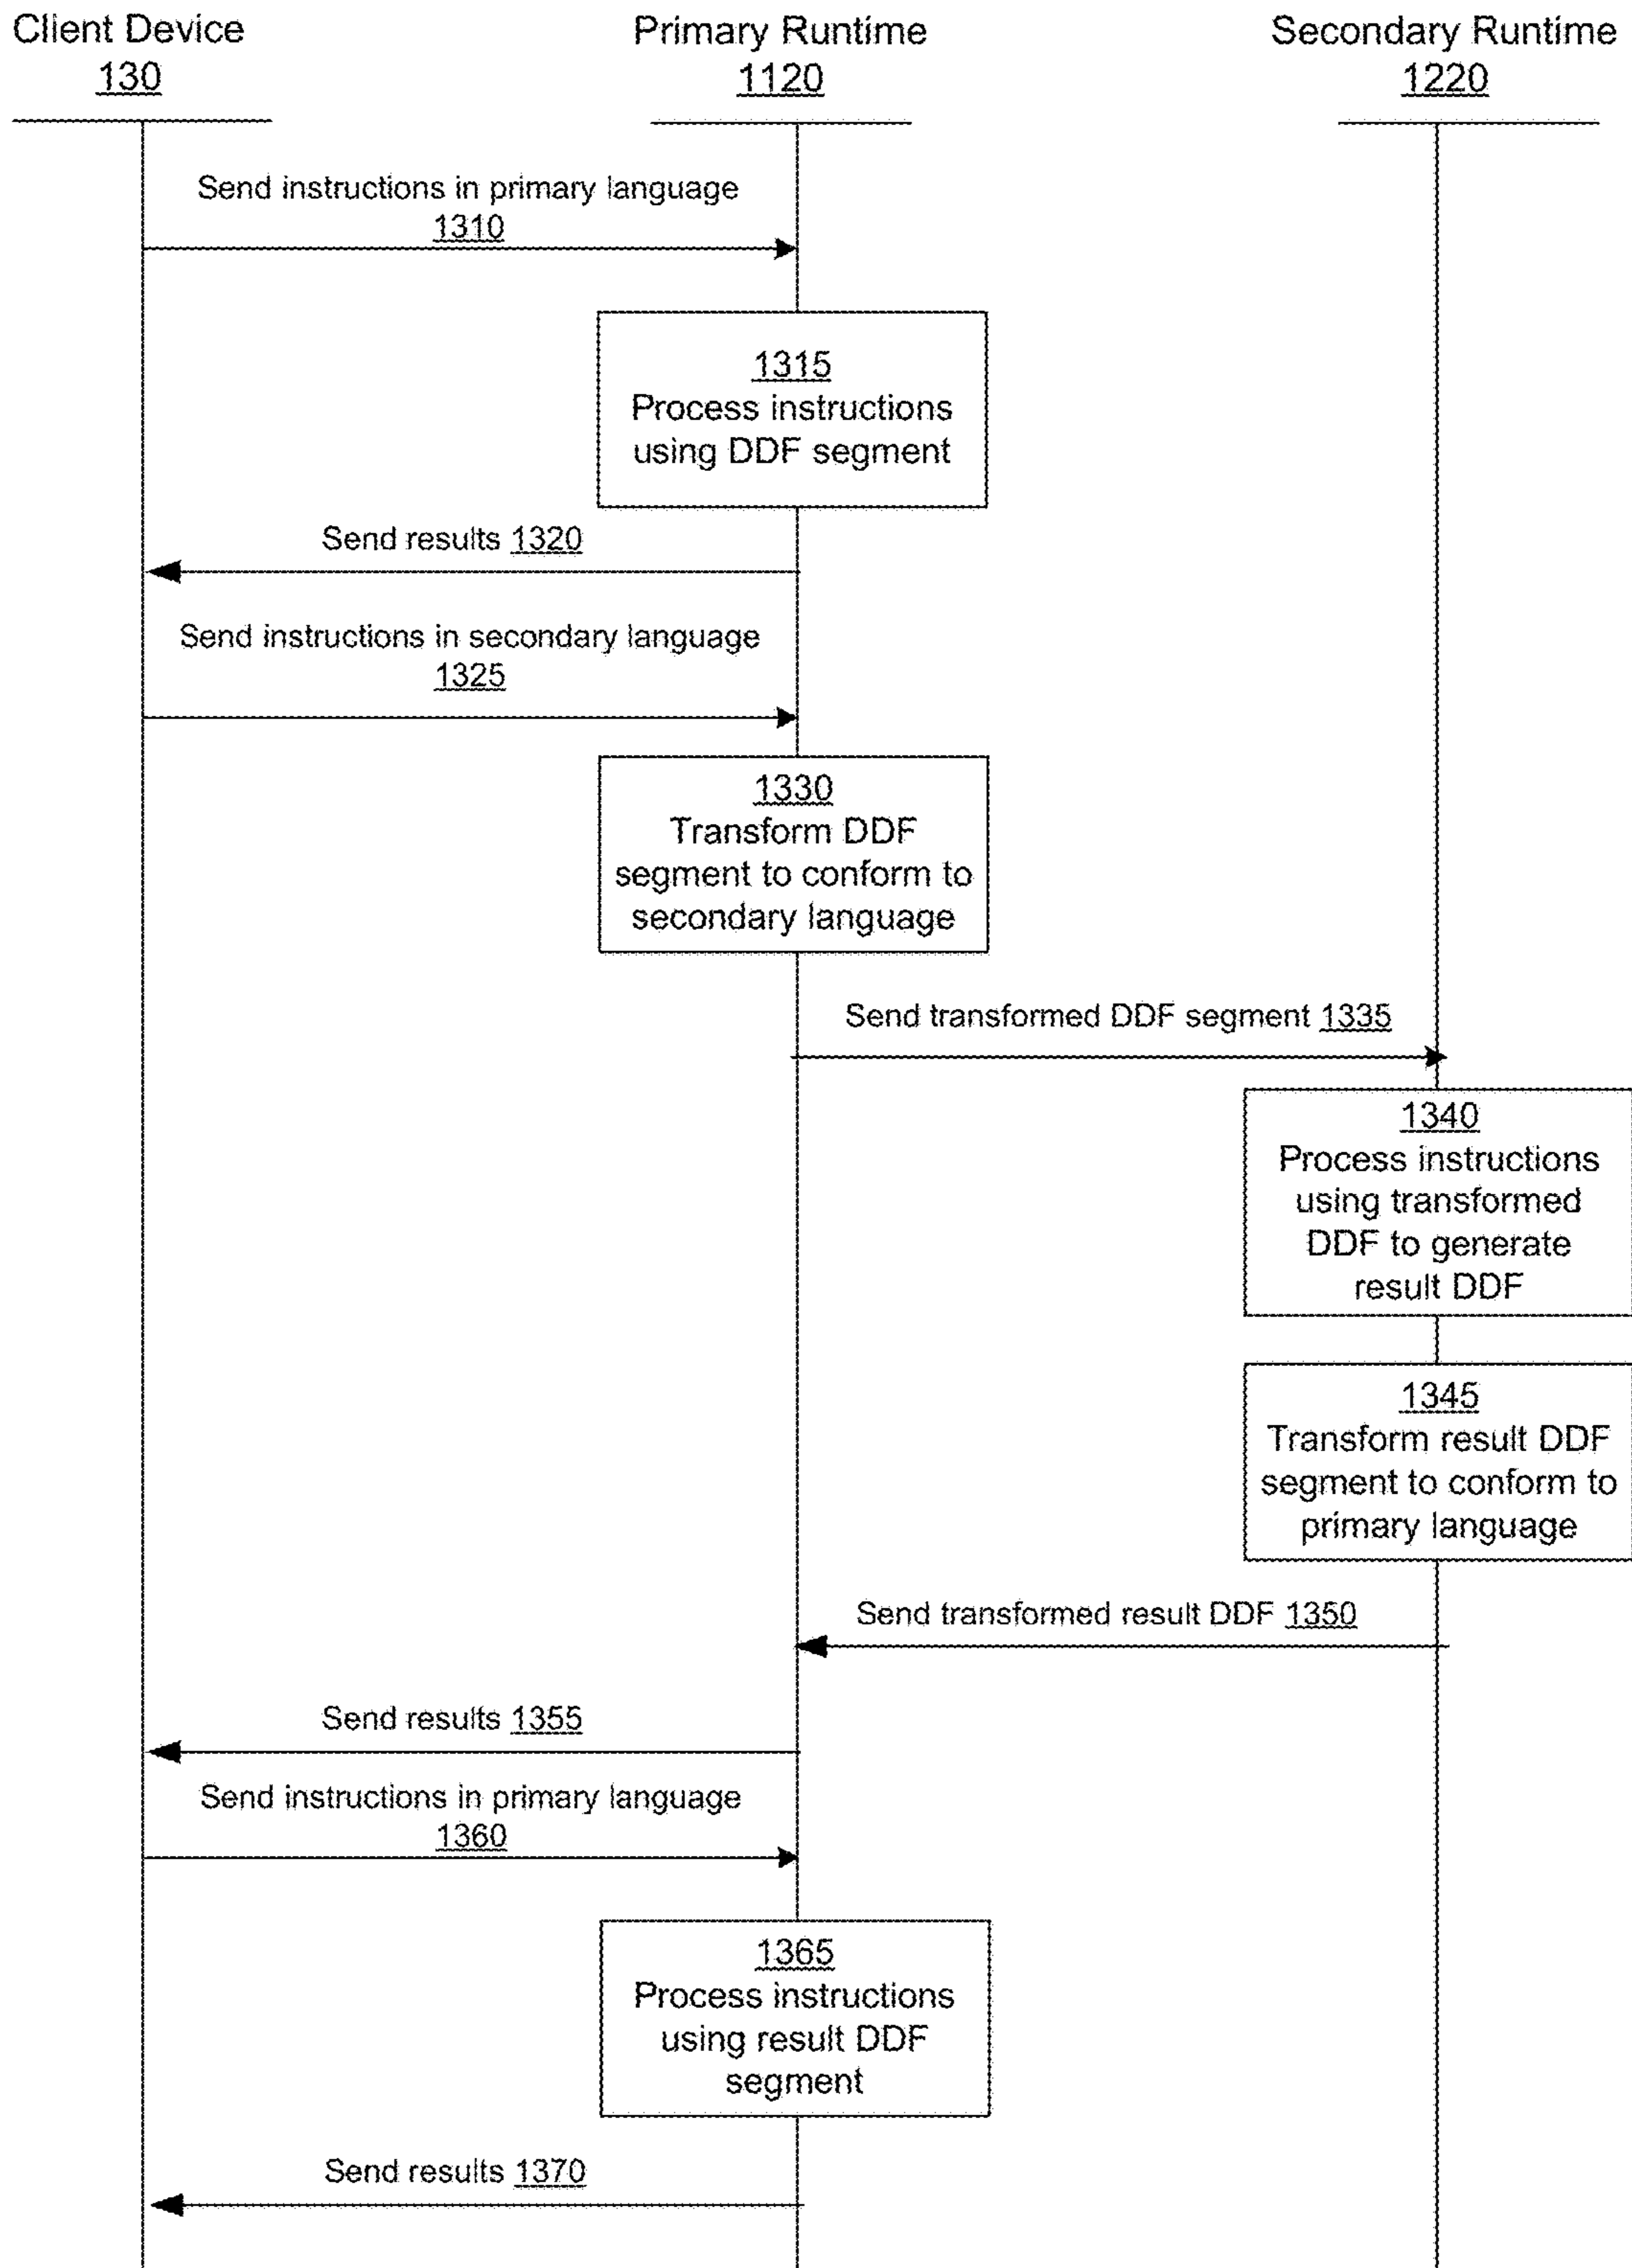 Client Device
130
Primary Runtime
1120
Secondary Runtime
1220
Send instructions in primary language
1310
1315
Process instructions
using DDF segment
Send results 1320
Send instructions in secondary language
1325
1330
Transform DDF
segment to conform to
secondary language
Send transformed DDF segment 1335
1340
Process instructions
using transformed
DDF to generate
result DDF
1345
Transform result DDF
segment to conform to
primary language
Send transformed result DDF 1350
Send results 1355
Send instructions in primary language
1360
1365
Process instructions
using result DDF
segment
Send results 1370